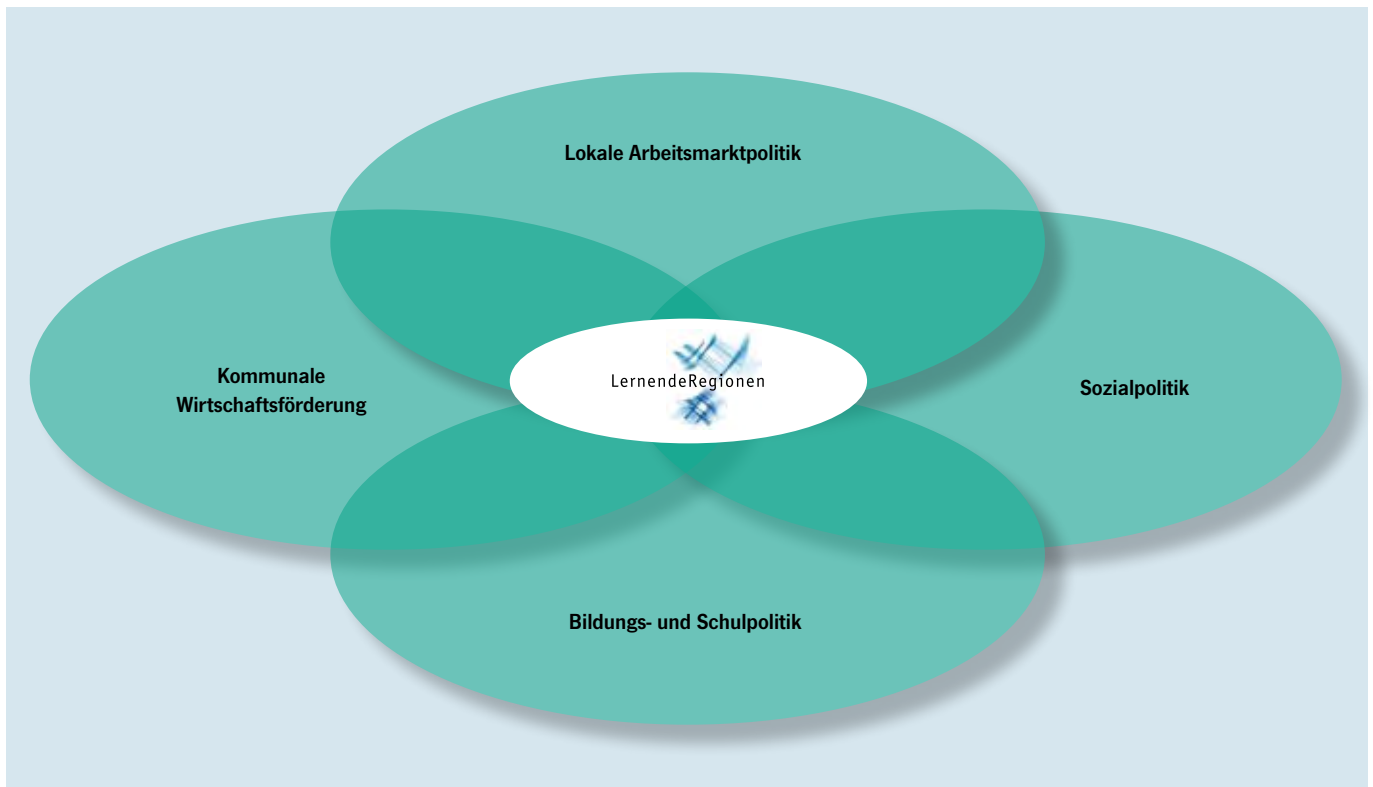 Lokale Arbeitsmarktpolitik
Kommunale
Wirtschaftsförderung
LernendeRegionen
Sozialpolitik
Bildungs- und Schulpolitik